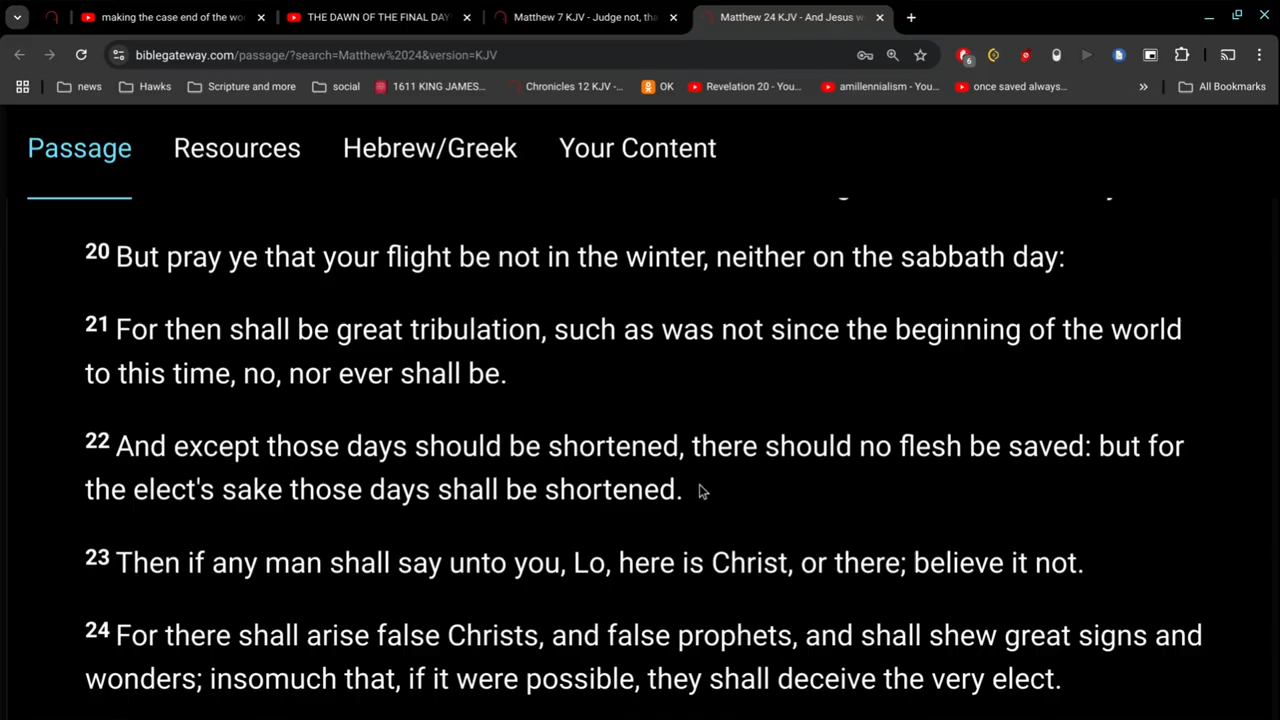 making the case end of the wo
THE DAWN OF THE FINAL DAY
Matthew 7 KJV - Judge not, tha
Matthew 24 KJV - And Jesus w
biblegateway.com/passage/?search=Matthew%2024&version=KJV
6
news
Hawks
Scripture and more
social
1611 KING JAMES...
Chronicles 12 KJV -...
OK
Revelation 20 - You...
amillennialism - You...
once saved always...
All Bookmarks
Passage
Resources
Hebrew/Greek
Your Content
20 But pray ye that your flight be not in the winter, neither on the sabbath day:
21 For then shall be great tribulation, such as was not since the beginning of the world
to this time, no, nor ever shall be.
22 And except those days should be shortened, there should no flesh be saved: but for
the elect's sake those days shall be shortened.
23 Then if any man shall say unto you, Lo, here is Christ, or there; believe it not.
24 For there shall arise false Christs, and false prophets, and shall shew great signs and
wonders; insomuch that, if it were possible, they shall deceive the very elect.